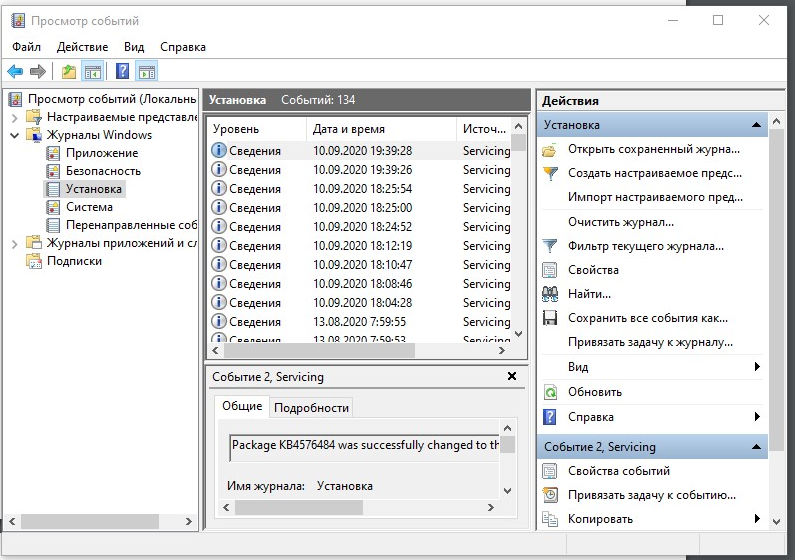 Просмотр событий
Файл Действие Вид Справка
Просмотр событий (Локальнь
Настраиваемые представле
Журналы Windows
Приложение
Безопасность
Установка
Система
Перенаправленные соб
Журналы приложений и сл
Подписки
Установка Событий: 134
Уровень Дата и время Источ...
Сведения 10.09.2020 19:39:28 Servicing
Сведения 10.09.2020 19:39:26 Servicing
Сведения 10.09.2020 18:25:54 Servicing
Сведения 10.09.2020 18:25:00 Servicing
Сведения 10.09.2020 18:24:52 Servicing
Сведения 10.09.2020 18:12:19 Servicing
Сведения 10.09.2020 18:10:47 Servicing
Сведения 10.09.2020 18:08:46 Servicing
Сведения 10.09.2020 18:04:28 Servicing
Сведения 13.08.2020 7:59:55 Servicing
Сведения 13.08.2020 7:59:53 Servicing
Событие 2, Servicing
Общие Подробности
Package KB4576484 was successfully changed to th
Имя журнала: Установка
Действия
Установка
Открыть сохраненный журна...
Создать настраиваемое предс...
Импорт настраиваемого пред...
Очистить журнал...
Фильтр текущего журнала...
Свойства
Найти...
Сохранить все события как...
Привязать задачу к журналу...
Вид
Обновить
Справка
Событие 2, Servicing
Свойства событий
Привязать задачу к событию...
Копировать